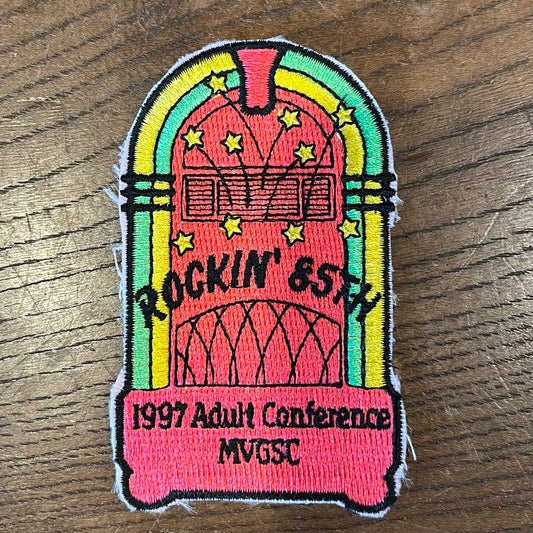 ROCKIN' 85TH
1997 Adult Conference
MVGSC